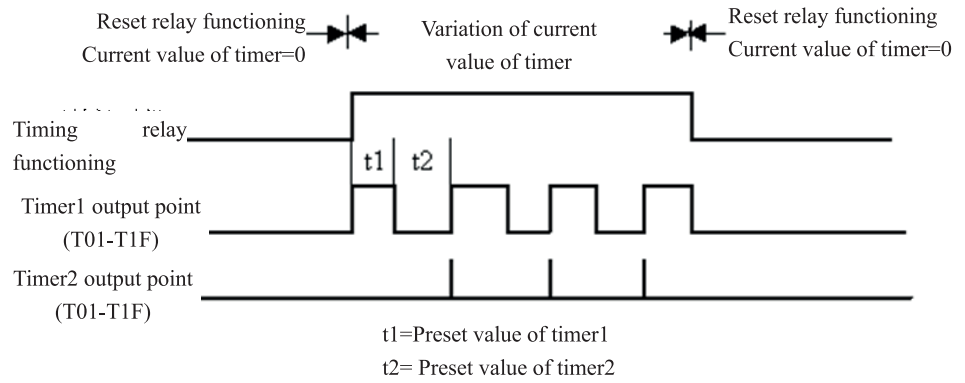 Reset relay functioning
Current value of timer=0
Variation of current
value of timer
Reset relay functioning
Current value of timer=0
Timing relay
functioning
t1 t2
Timer1 output point
(T01-T1F)
Timer2 output point
(T01-T1F)
t1=Preset value of timer1
t2= Preset value of timer2